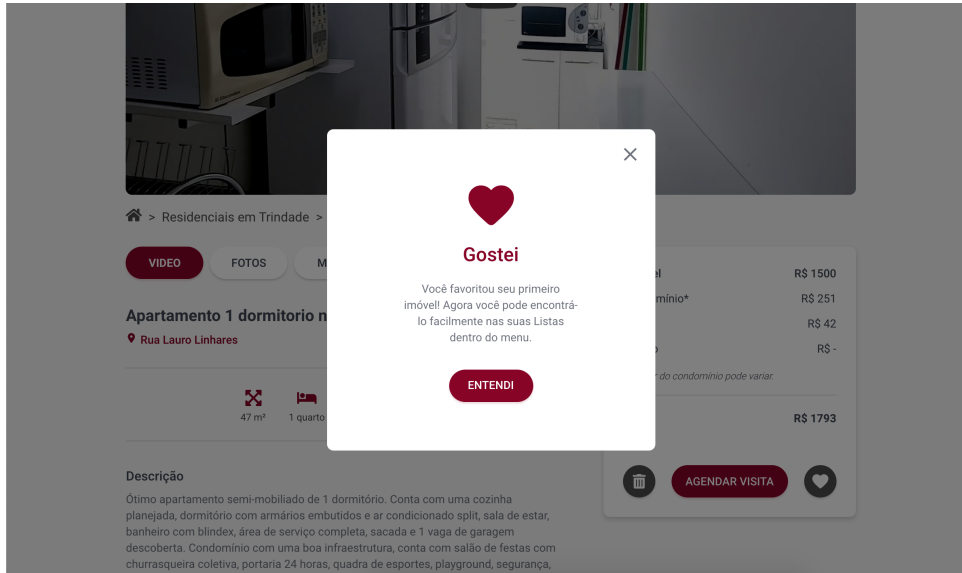 > Residenciais em Trindade >
VIDEO
FOTOS
M
Apartamento 1 dormitorio n
Rua Lauro Linhares
47 m²
1 quarto
Descrição
Ótimo apartamento semi-mobiliado de 1 dormitório. Conta com uma cozinha
planejada, dormitório com armários embutidos e ar condicionado split, sala de estar,
banheiro com blindex, área de serviço completa, sacada e 1 vaga de garagem
descoberta. Condomínio com uma boa infraestrutura, conta com salão de festas com
churrasqueira coletiva, portaria 24 horas, quadra de esportes, playground, segurança,
Gostei
Você favoritou seu primeiro
imóvel! Agora você pode encontrá-
lo facilmente nas suas Listas
dentro do menu.
ENTENDI
el R$ 1500
mínio* R$ 251
R$ 42
o R$ -
r do condomínio pode variar.
R$ 1793
AGENDAR VISITA